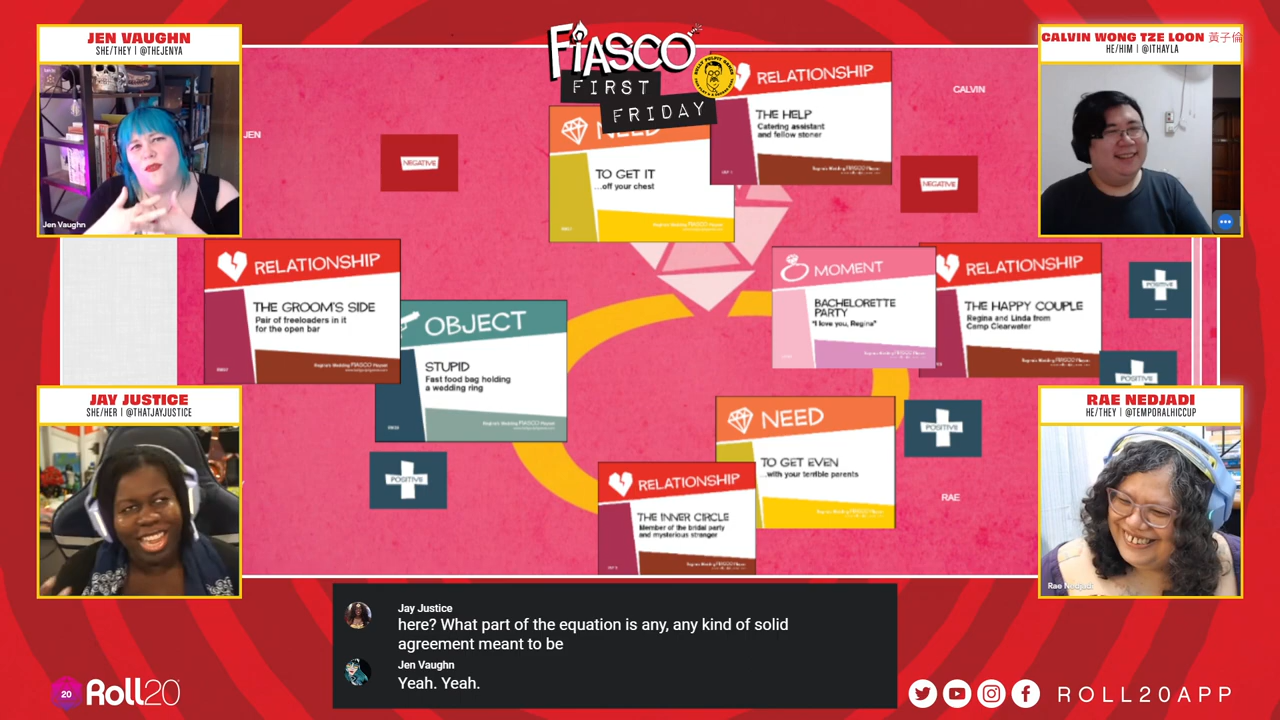 JEN VAUGHN
SHE/THEY | @THEJENYA
Jen Vaughn
FIASCO
FIRST
FRIDAY
CALVIN WONG TZE LOON 黃子倫
HE/HIM | @ITHAYLA
JEN
CALVIN
NEGATIVE
NEED
TO GET IT
...off your chest
RELATIONSHIP
THE HELP
Catering assistant
and fellow stoner
NEGATIVE
RELATIONSHIP
THE GROOM'S SIDE
Pair of freeloaders in it
for the open bar
OBJECT
STUPID
Fast food bag holding
a wedding ring
MOMENT
BACHELORETTE
PARTY
"I love you, Regina"
RELATIONSHIP
THE HAPPY COUPLE
Regina and Linda from
Camp Clearwater
POSITIVE
POSITIVE
JAY JUSTICE
SHE/HER | @THATJAYJUSTICE
POSITIVE
RELATIONSHIP
THE INNER CIRCLE
Member of the bridal party
and mysterious stranger
NEED
TO GET EVEN
...with your terrible parents
POSITIVE
RAE
RAE NEDJADI
HE/THEY | @TEMPORALHICCUP
Rae Nedjadi
Jay Justice
here? What part of the equation is any, any kind of solid
agreement meant to be
Jen Vaughn
Yeah. Yeah.
20
Roll20
ROLL20APP